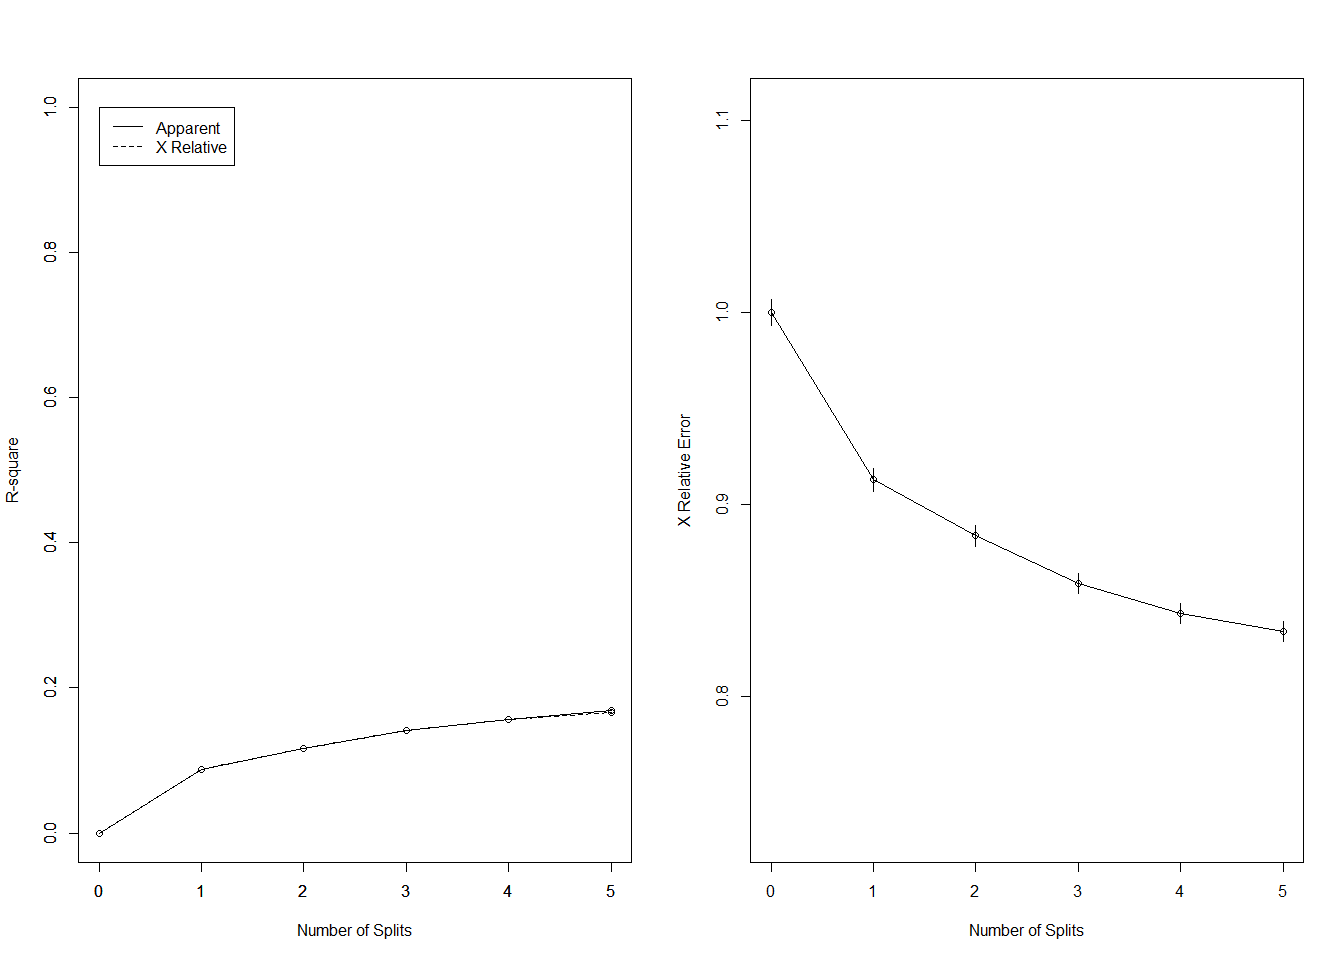 Apparent
X Relative
R-square
1.0
0.8
0.6
0.4
0.2
0.0
0 1 2 3 4 5
Number of Splits
X Relative Error
1.1
1.0
0.9
0.8
0 1 2 3 4 5
Number of Splits